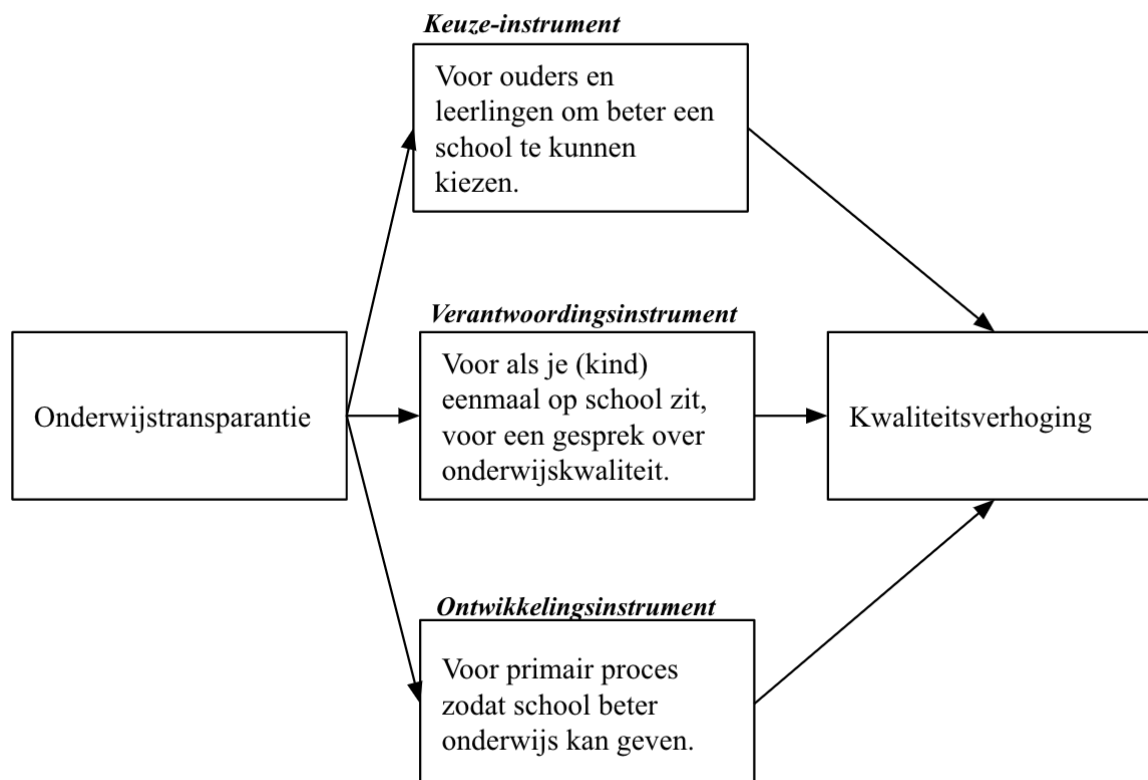 Keuze-instrument
Voor ouders en
leerlingen om beter een
school te kunnen
kiezen.
Onderwijstransparantie
Verantwoordingsinstrument
Voor als je (kind)
eenmaal op school zit,
voor een gesprek over
onderwijskwaliteit.
Kwaliteitsverhoging
Ontwikkelingsinstrument
Voor primair proces
zodat school beter
onderwijs kan geven.